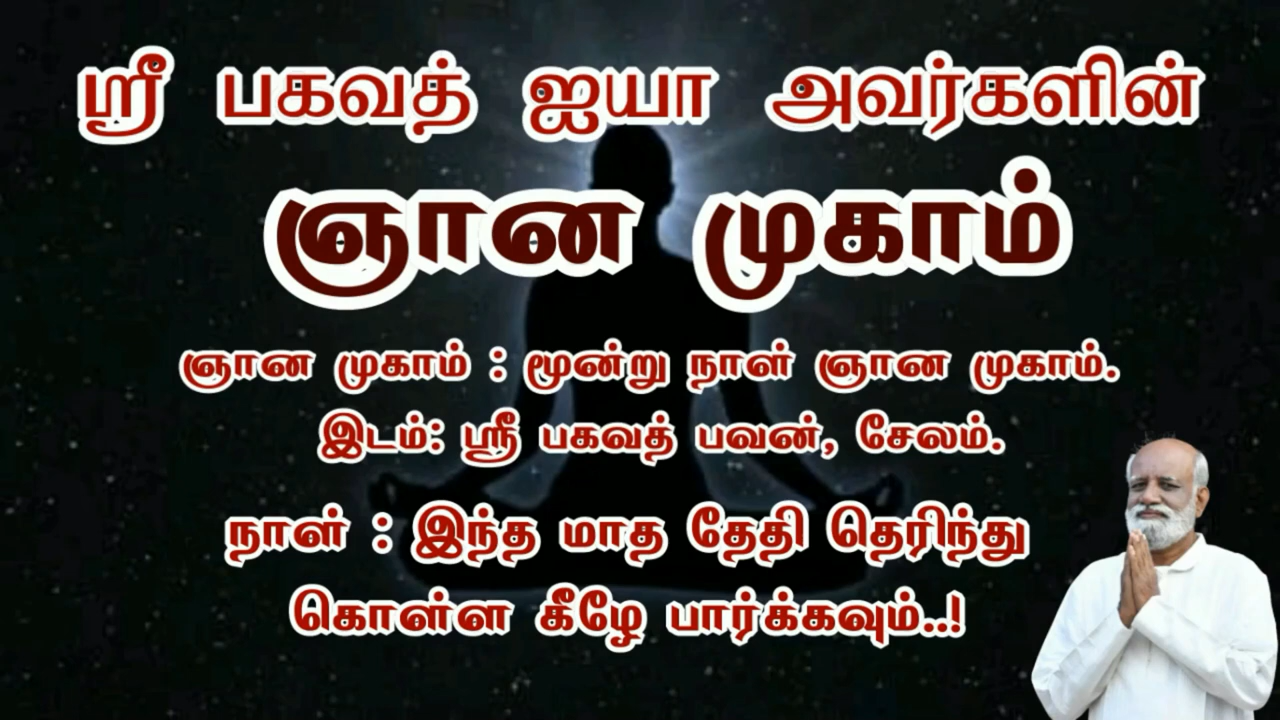 ஸ்ரீ பகவத் ஐயா அவர்களின்
ஞான முகாம்
ஞான முகாம் : மூன்று நாள் ஞான முகாம்.
இடம்: ஸ்ரீ பகவத் பவன், சேலம்.
நாள் : இந்த மாத தேதி தெரிந்து
கொள்ள கீழே பார்க்கவும்..!